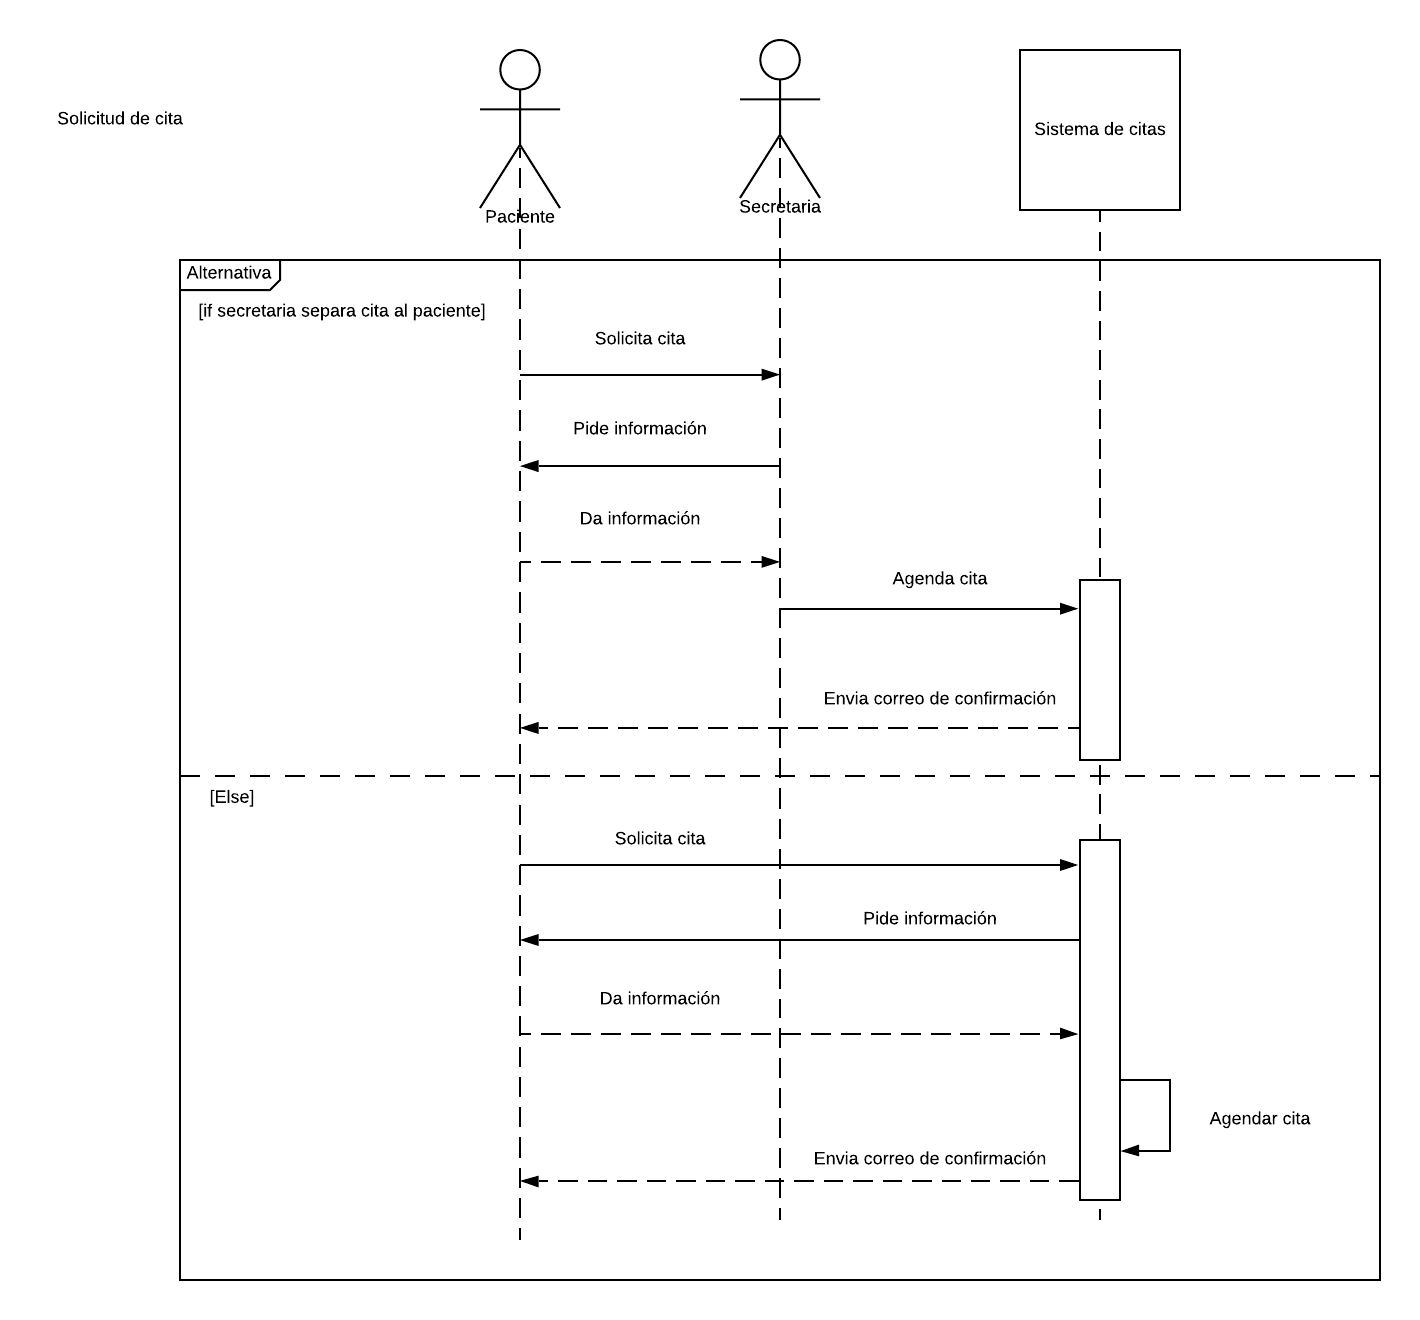 Solicitud de cita
Paciente
Secretaria
Sistema de citas
Alternativa
[if secretaria separa cita al paciente]
Solicita cita
Pide información
Da información
Agenda cita
Envia correo de confirmación
[Else]
Solicita cita
Pide información
Da información
Agendar cita
Envia correo de confirmación